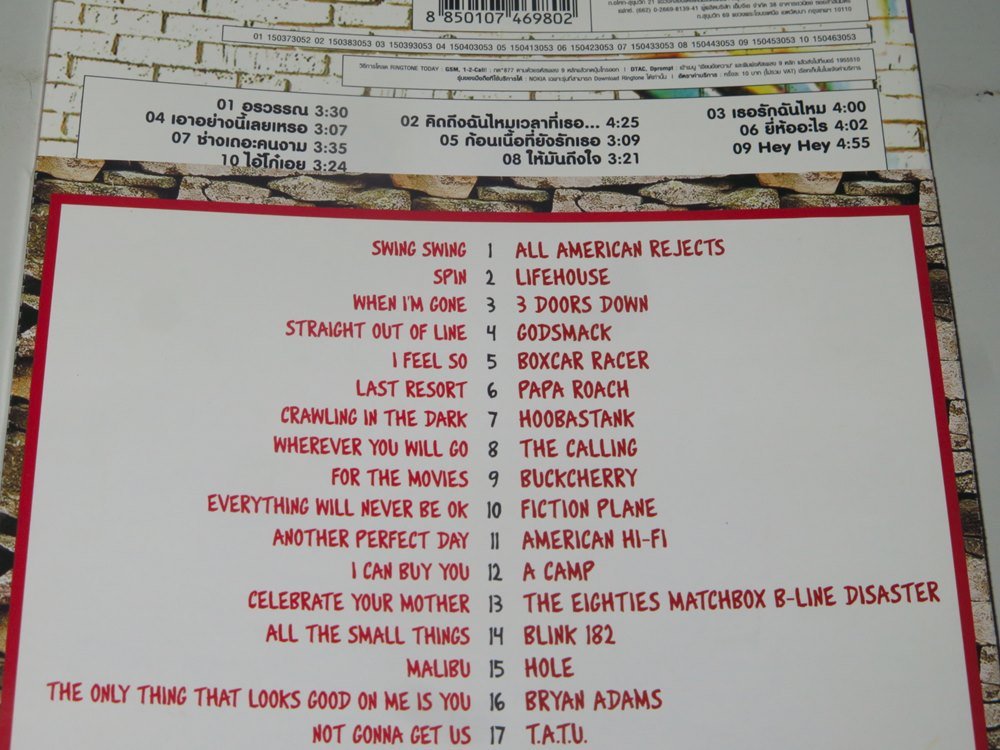 8 850107 469802
01 150373052 02 150383053 03 150393053 04 150403053 05 150413053 06 150423053 07 150433053 08 150443053 09 150453053 10 150463053
01 อรวรรณ 3:30
02 คิดถึงฉันไหมเวลาที่เธอ... 4:25
03 เธอรักฉันไหม 4:00
04 เอาอย่างนี้เลยเหรอ 3:07
05 ก้อนเนื้อที่ยังรักเธอ 3:09
06 ยี่ห้ออะไร 4:02
07 ช่างเถอะคนงาม 3:35
08 ให้มันถึงใจ 3:21
09 Hey Hey 4:55
10 ไอ้โก๋เอย 3:24
SWING SWING 1 ALL AMERICAN REJECTS
SPIN 2 LIFEHOUSE
WHEN I'M GONE 3 3 DOORS DOWN
STRAIGHT OUT OF LINE 4 GODSMACK
I FEEL SO 5 BOXCAR RACER
LAST RESORT 6 PAPA ROACH
CRAWLING IN THE DARK 7 HOOBASTANK
WHEREVER YOU WILL GO 8 THE CALLING
FOR THE MOVIES 9 BUCKCHERRY
EVERYTHING WILL NEVER BE OK 10 FICTION PLANE
ANOTHER PERFECT DAY 11 AMERICAN HI-FI
I CAN BUY YOU 12 A CAMP
CELEBRATE YOUR MOTHER 13 THE EIGHTIES MATCHBOX B-LINE DISASTER
ALL THE SMALL THINGS 14 BLINK 182
MALIBU 15 HOLE
THE ONLY THING THAT LOOKS GOOD ON ME IS YOU 16 BRYAN ADAMS
NOT GONNA GET US 17 T.A.T.U.